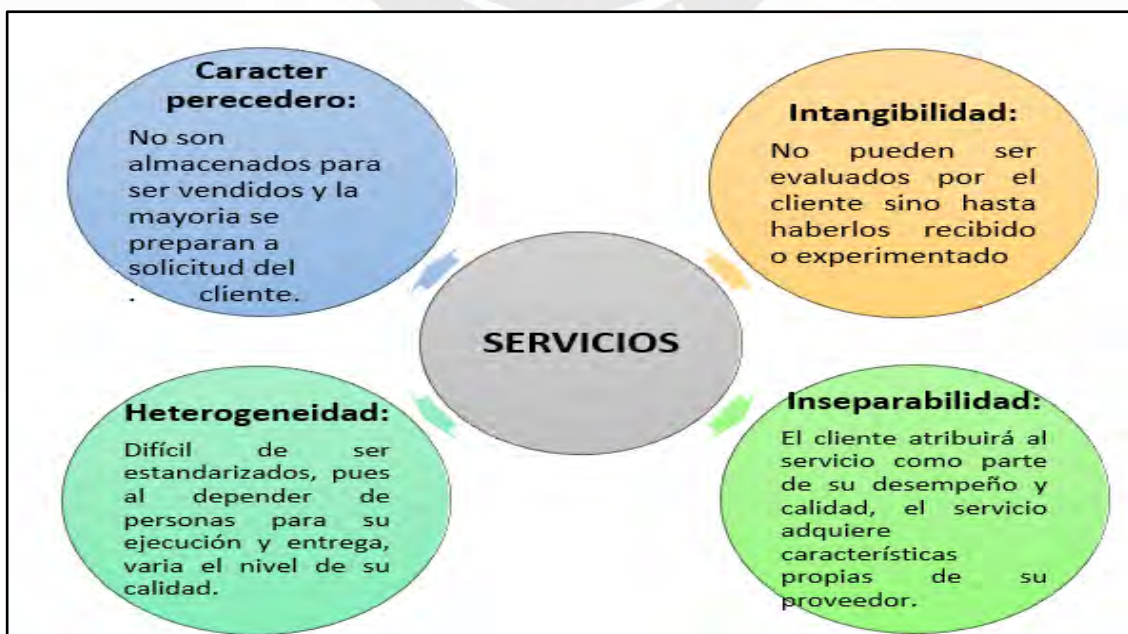 Caracter
perecedero:
No son
almacenados para
ser vendidos y la
mayoria se
preparan a
solicitud del
. cliente.
Intangibilidad:
No pueden ser
evaluados por el
cliente sino hasta
haberlos recibido
o experimentado
SERVICIOS
Heterogeneidad:
Difícil de ser
estandarizados, pues
al depender de
personas para su
ejecución y entrega,
varia el nivel de su
calidad.
Inseparabilidad:
El cliente atribuirá al
servicio como parte
de su desempeño y
calidad, el servicio
adquiere
características
propias de su
proveedor.